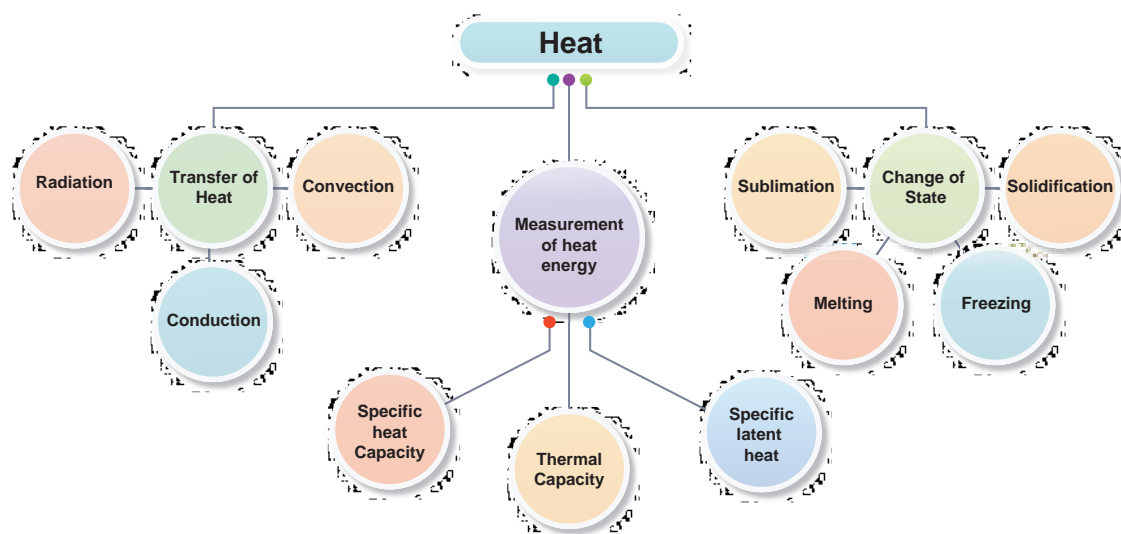 Heat
Radiation
Transfer of
Heat
Convection
Conduction
Measurement
of heat
energy
Specific
heat
Capacity
Thermal
Capacity
Specific
latent
heat
Sublimation
Change of
State
Solidification
Melting
Freezing